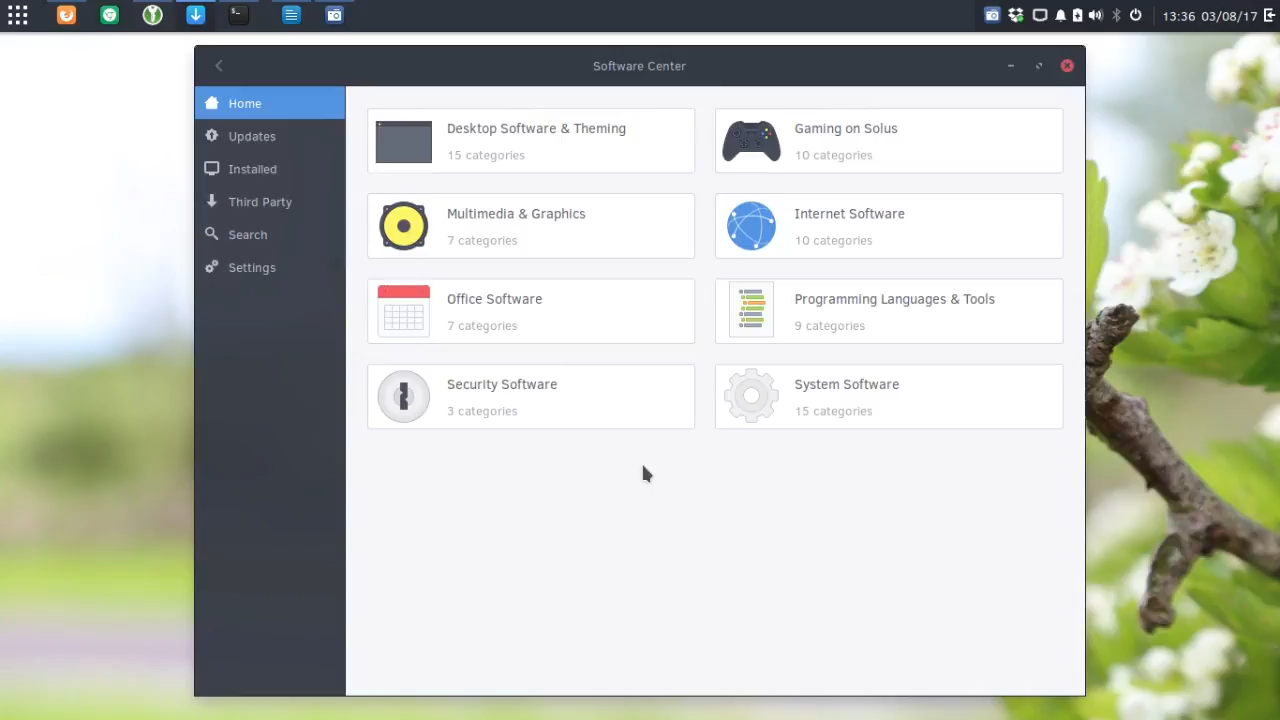 13:36 03/08/17
Software Center
Home
Updates
Installed
Third Party
Search
Settings
Desktop Software & Theming
15 categories
Gaming on Solus
10 categories
Multimedia & Graphics
7 categories
Internet Software
10 categories
Office Software
7 categories
Programming Languages & Tools
9 categories
Security Software
3 categories
System Software
15 categories